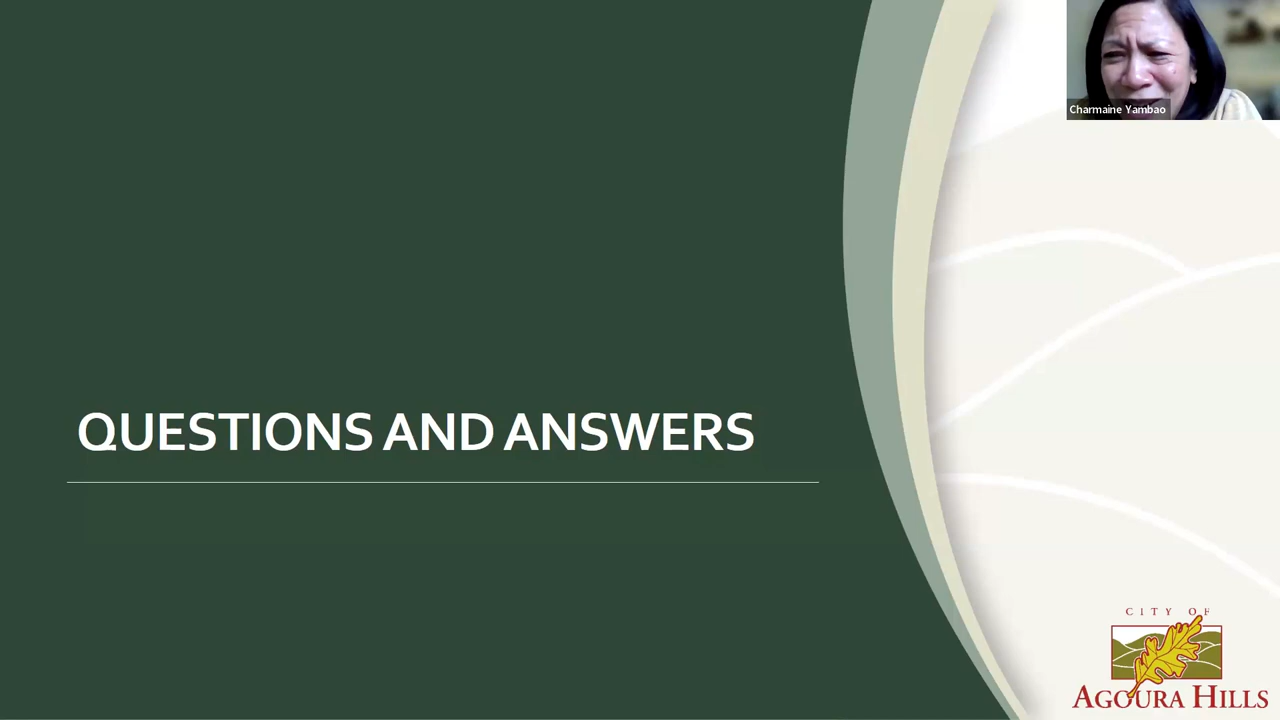 Charmaine Yambao
QUESTIONS AND ANSWERS
CITY OF
AGOURA HILLS